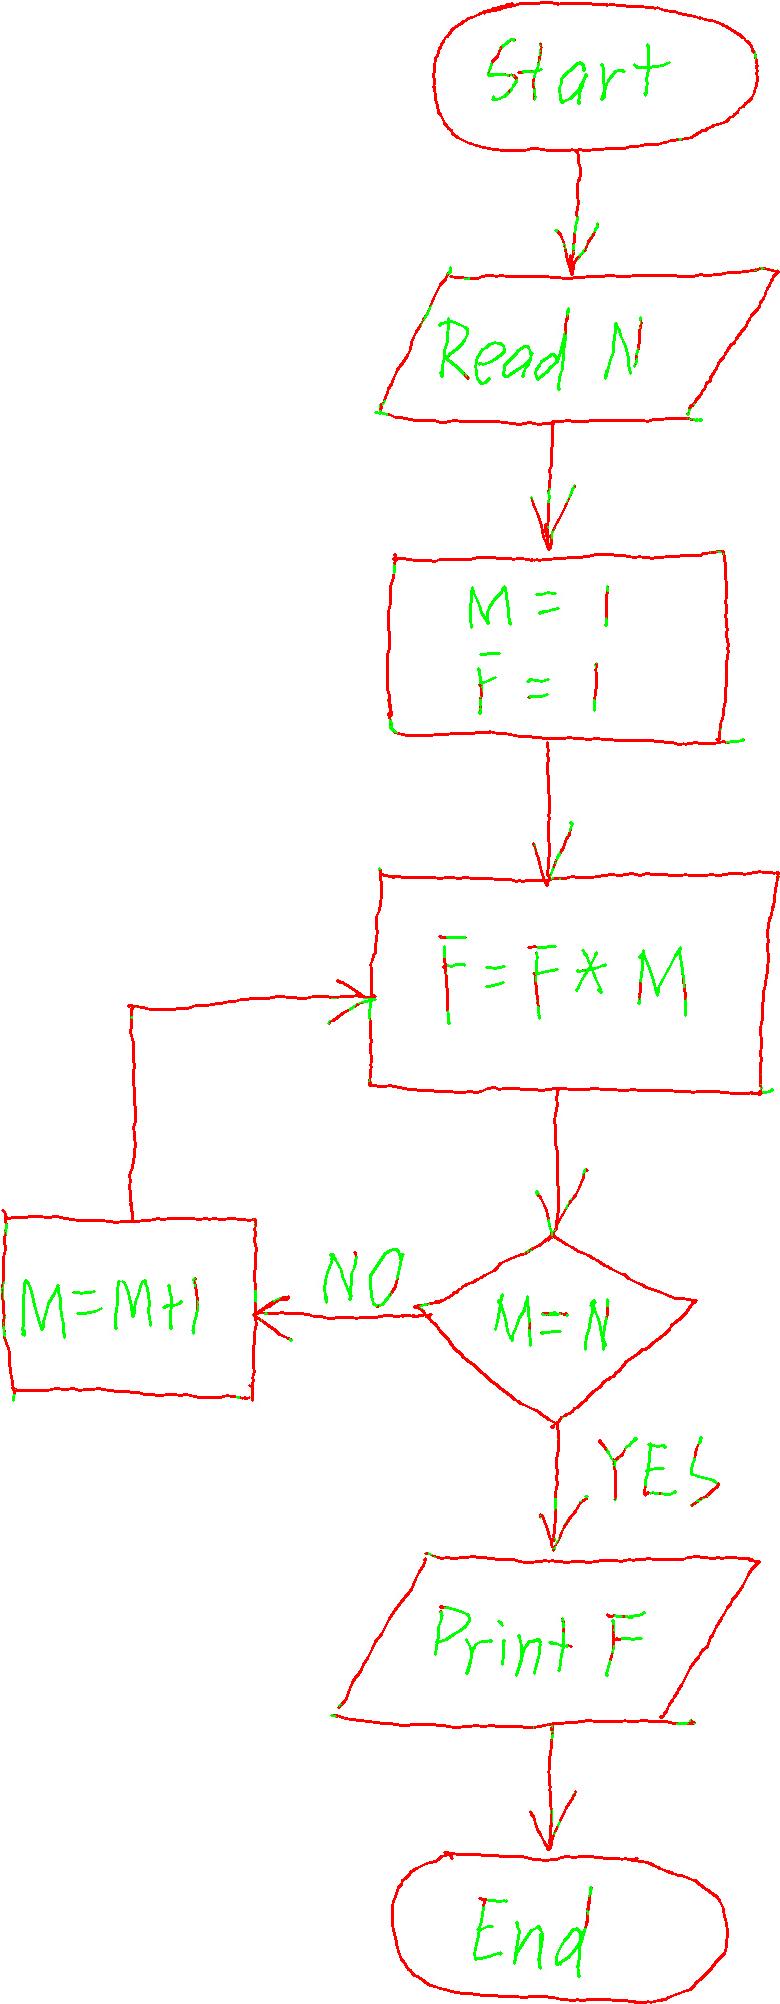 Start
Read N
M = 1
F = 1
F = F * M
NO
M=M+1
M=N
YES
Print F
End